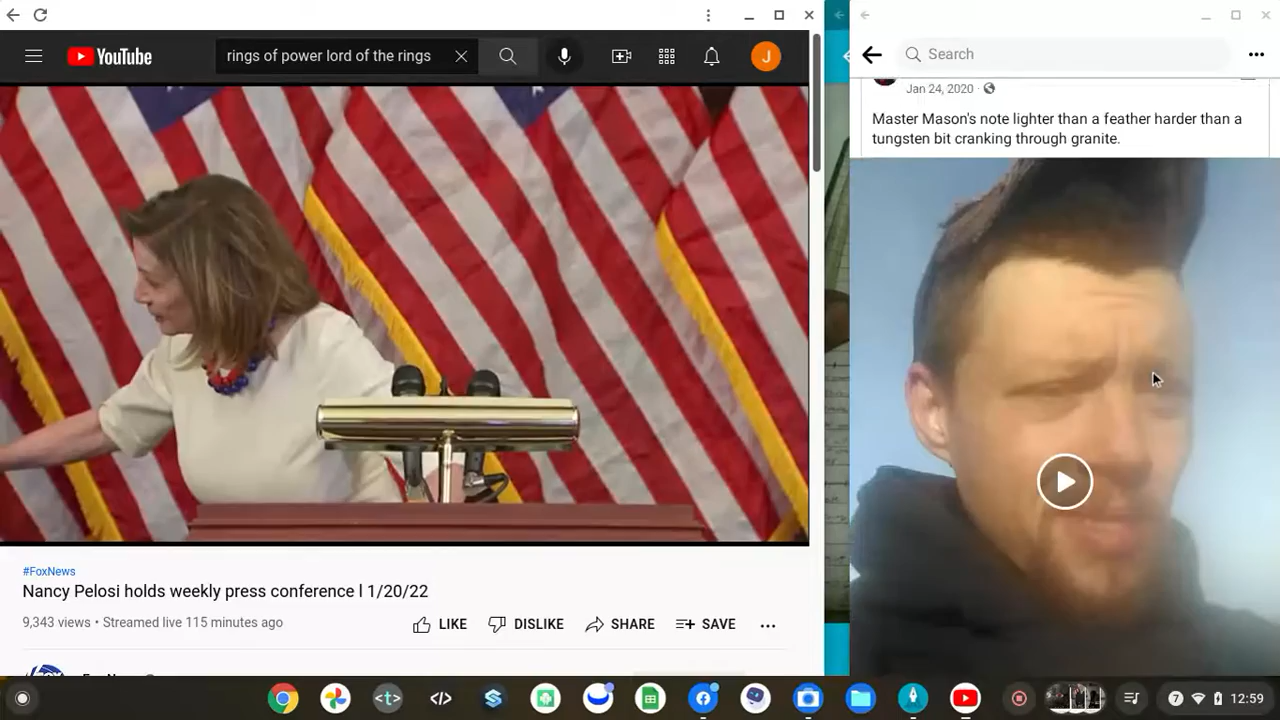 YouTube
rings of power lord of the rings
J
#FoxNews
Nancy Pelosi holds weekly press conference l 1/20/22
9,343 views • Streamed live 115 minutes ago
LIKE
DISLIKE
SHARE
SAVE
Search
Jan 24, 2020
Master Mason's note lighter than a feather harder than a
tungsten bit cranking through granite.
<t>
</>
7
12:59